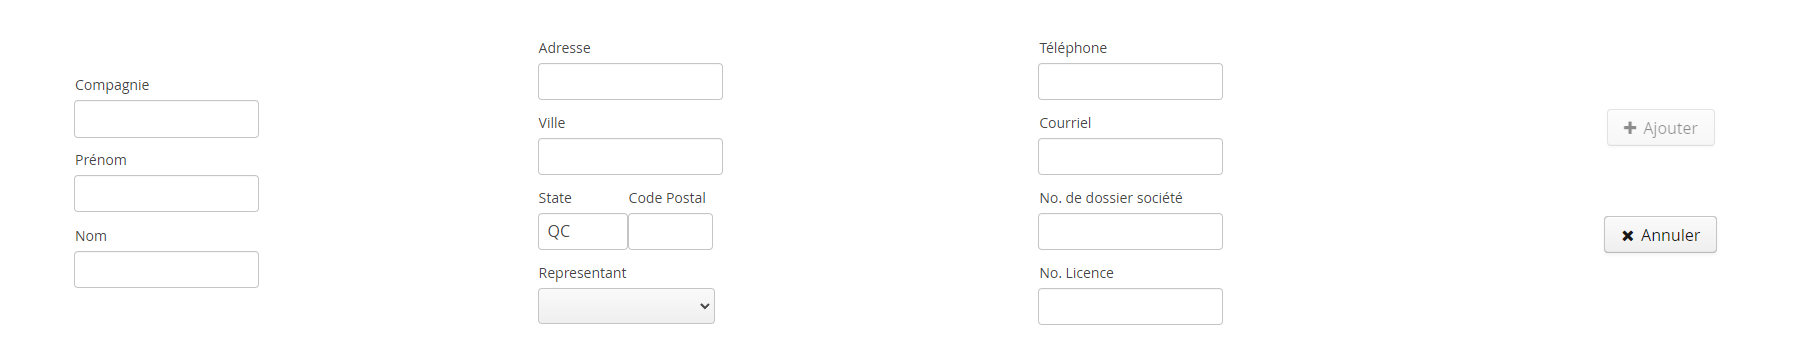 Compagnie
Prénom
Nom
Adresse
Ville
State Code Postal
QC
Representant
Téléphone
Courriel
No. de dossier société
No. Licence
Ajouter
Annuler